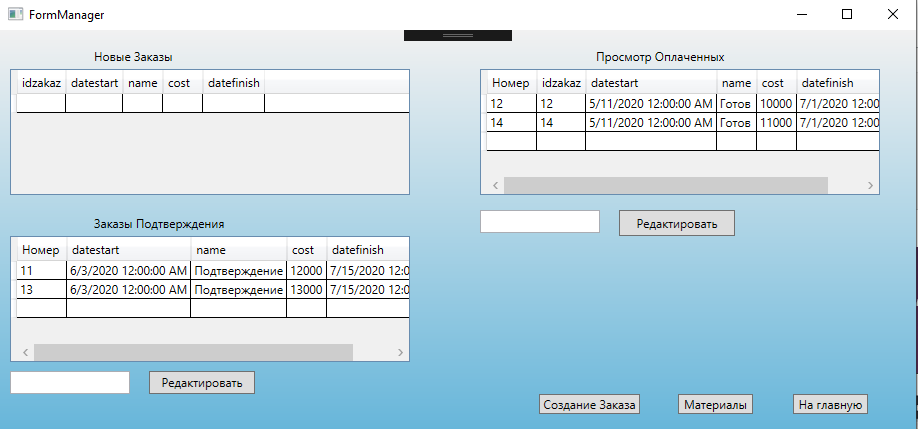 FormManager
Новые Заказы
idzakaz datestart name cost datefinish
Просмотр Оплаченных
Номер idzakaz datestart name cost datefinish
12 12 5/11/2020 12:00:00 AM Готов 10000 7/1/2020 12:00
14 14 5/11/2020 12:00:00 AM Готов 11000 7/1/2020 12:00
Редактировать
Заказы Подтверждения
Номер datestart name cost datefinish
11 6/3/2020 12:00:00 AM Подтверждение 12000 7/15/2020 12:0
13 6/3/2020 12:00:00 AM Подтверждение 13000 7/15/2020 12:0
Редактировать
Создание Заказа Материалы На главную